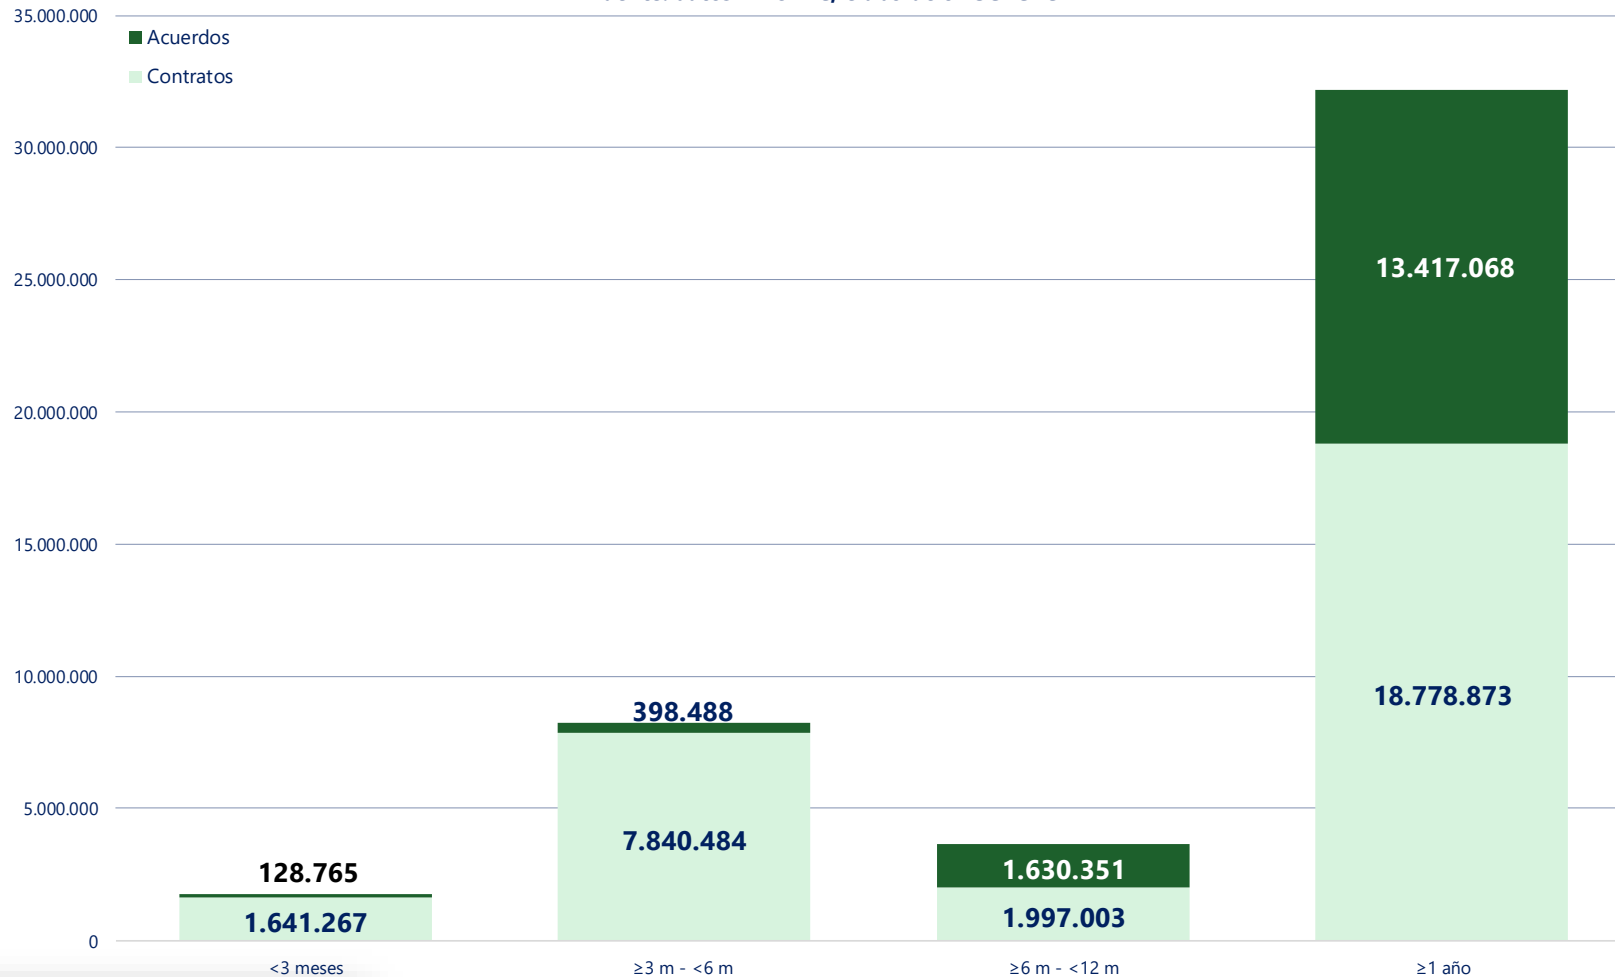 35.000.000
Acuerdos
Contratos
30.000.000
25.000.000
20.000.000
15.000.000
10.000.000
5.000.000
0
13.417.068
18.778.873
398.488
7.840.484
128.765
1.641.267
1.630.351
1.997.003
<3 meses
≥3 m - <6 m
≥6 m - <12 m
≥1 año